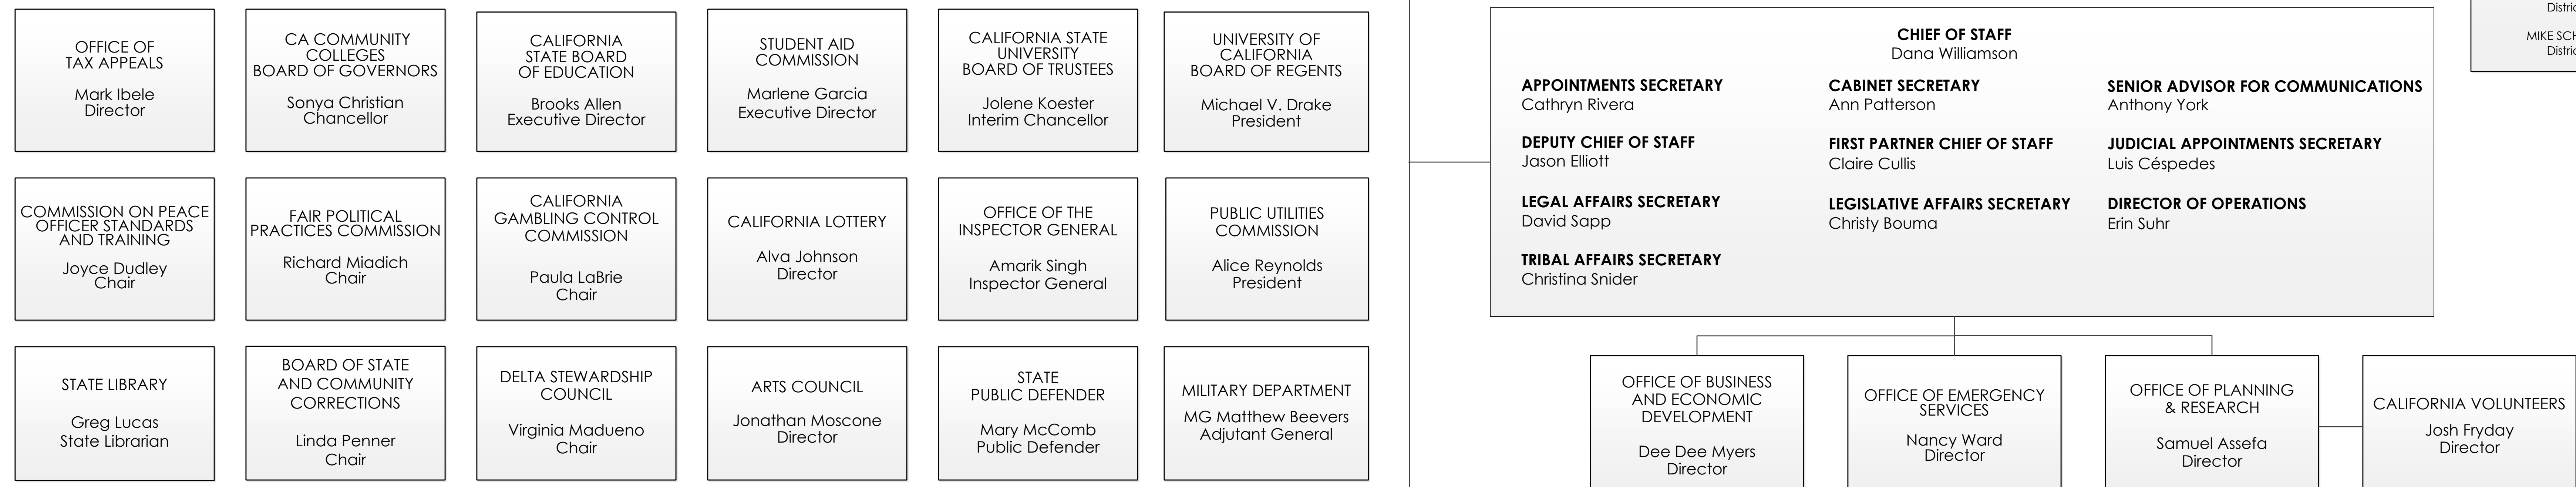 OFFICE OF
TAX APPEALS
Mark Ibele
Director
CA COMMUNITY
COLLEGES
BOARD OF GOVERNORS
Sonya Christian
Chancellor
CALIFORNIA
STATE BOARD
OF EDUCATION
Brooks Allen
Executive Director
STUDENT AID
COMMISSION
Marlene Garcia
Executive Director
CALIFORNIA STATE
UNIVERSITY
BOARD OF TRUSTEES
Jolene Koester
Interim Chancellor
UNIVERSITY OF
CALIFORNIA
BOARD OF REGENTS
Michael V. Drake
President
COMMISSION ON PEACE
OFFICER STANDARDS
AND TRAINING
Joyce Dudley
Chair
FAIR POLITICAL
PRACTICES COMMISSION
Richard Miadich
Chair
CALIFORNIA
GAMBLING CONTROL
COMMISSION
Paula LaBrie
Chair
CALIFORNIA LOTTERY
Alva Johnson
Director
OFFICE OF THE
INSPECTOR GENERAL
Amarik Singh
Inspector General
PUBLIC UTILITIES
COMMISSION
Alice Reynolds
President
STATE LIBRARY
Greg Lucas
State Librarian
BOARD OF STATE
AND COMMUNITY
CORRECTIONS
Linda Penner
Chair
DELTA STEWARDSHIP
COUNCIL
Virginia Madueno
Chair
ARTS COUNCIL
Jonathan Moscone
Director
STATE
PUBLIC DEFENDER
Mary McComb
Public Defender
MILITARY DEPARTMENT
MG Matthew Beevers
Adjutant General
CHIEF OF STAFF
Dana Williamson
APPOINTMENTS SECRETARY
Cathryn Rivera
CABINET SECRETARY
Ann Patterson
SENIOR ADVISOR FOR COMMUNICATIONS
Anthony York
DEPUTY CHIEF OF STAFF
Jason Elliott
FIRST PARTNER CHIEF OF STAFF
Claire Cullis
JUDICIAL APPOINTMENTS SECRETARY
Luis Céspedes
LEGAL AFFAIRS SECRETARY
David Sapp
LEGISLATIVE AFFAIRS SECRETARY
Christy Bouma
DIRECTOR OF OPERATIONS
Erin Suhr
TRIBAL AFFAIRS SECRETARY
Christina Snider
OFFICE OF BUSINESS
AND ECONOMIC
DEVELOPMENT
Dee Dee Myers
Director
OFFICE OF EMERGENCY
SERVICES
Nancy Ward
Director
OFFICE OF PLANNING
& RESEARCH
Samuel Assefa
Director
CALIFORNIA VOLUNTEERS
Josh Fryday
Director
MIKE